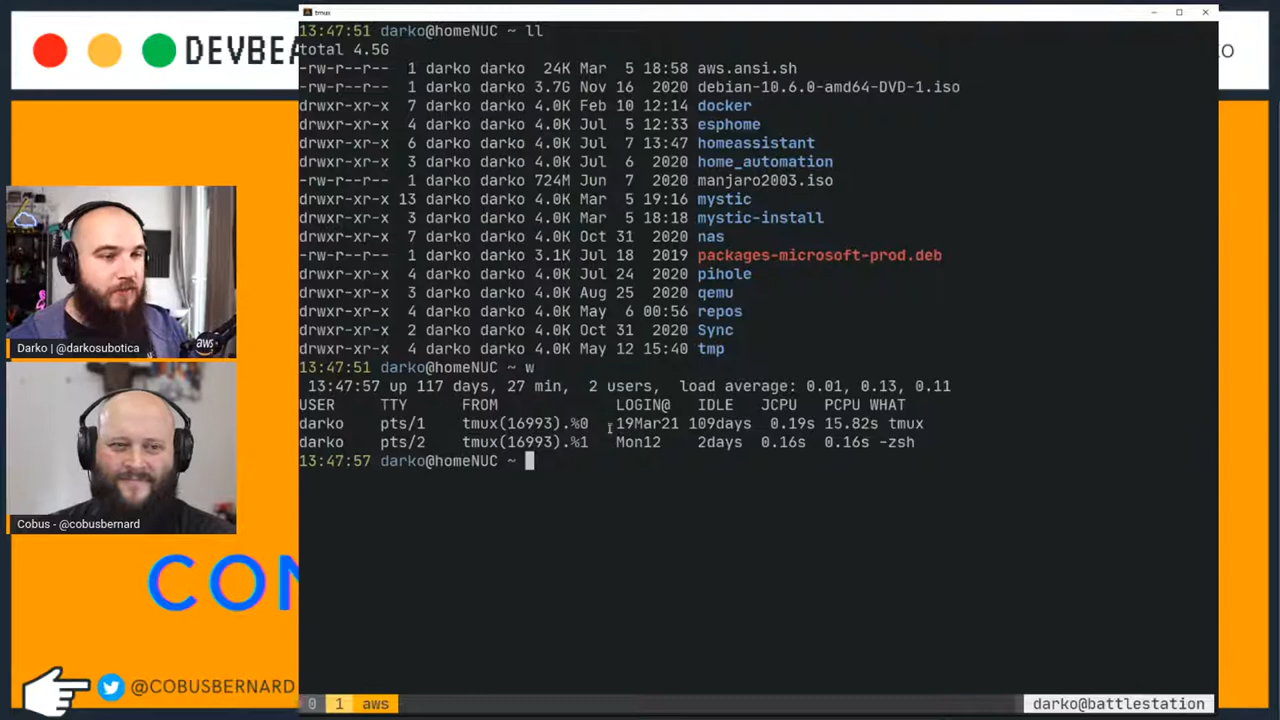 DEVBEA
KO
tmux
13:47:51 darko@homeNUC ~ ll
total 4.5G
-rw-r--r-- 1 darko darko 24K Mar 5 18:58 aws.ansi.sh
-rw-r--r-- 1 darko darko 3.7G Nov 16 2020 debian-10.6.0-amd64-DVD-1.iso
drwxr-xr-x 7 darko darko 4.0K Feb 10 12:14 docker
drwxr-xr-x 4 darko darko 4.0K Jul 5 12:33 esphome
drwxr-xr-x 6 darko darko 4.0K Jul 7 13:47 homeassistant
drwxr-xr-x 3 darko darko 4.0K Jul 6 2020 home_automation
-rw-r--r-- 1 darko darko 724M Jun 7 2020 manjaro2003.iso
drwxr-xr-x 13 darko darko 4.0K Mar 5 19:16 mystic
drwxr-xr-x 3 darko darko 4.0K Mar 5 18:18 mystic-install
drwxr-xr-x 7 darko darko 4.0K Oct 31 2020 nas
-rw-r--r-- 1 darko darko 3.1K Jul 18 2019 packages-microsoft-prod.deb
drwxr-xr-x 4 darko darko 4.0K Jul 24 2020 pihole
drwxr-xr-x 3 darko darko 4.0K Aug 25 2020 qemu
drwxr-xr-x 4 darko darko 4.0K May 6 00:56 repos
drwxr-xr-x 2 darko darko 4.0K Oct 31 2020 Sync
drwxr-xr-x 4 darko darko 4.0K May 12 15:40 tmp
13:47:51 darko@homeNUC ~ w
13:47:57 up 117 days, 27 min, 2 users, load average: 0.01, 0.13, 0.11
USER TTY FROM LOGIN@ IDLE JCPU PCPU WHAT
darko pts/1 tmux(16993).%0 19Mar21 109days 0.19s 15.82s tmux
darko pts/2 tmux(16993).%1 Mon12 2days 0.16s 0.16s -zsh
13:47:57 darko@homeNUC ~
0 1 aws
darko@battlestation
aws
Darko | @darkosubotica
Cobus - @cobusbernard
CON
@COBUSBERNARD